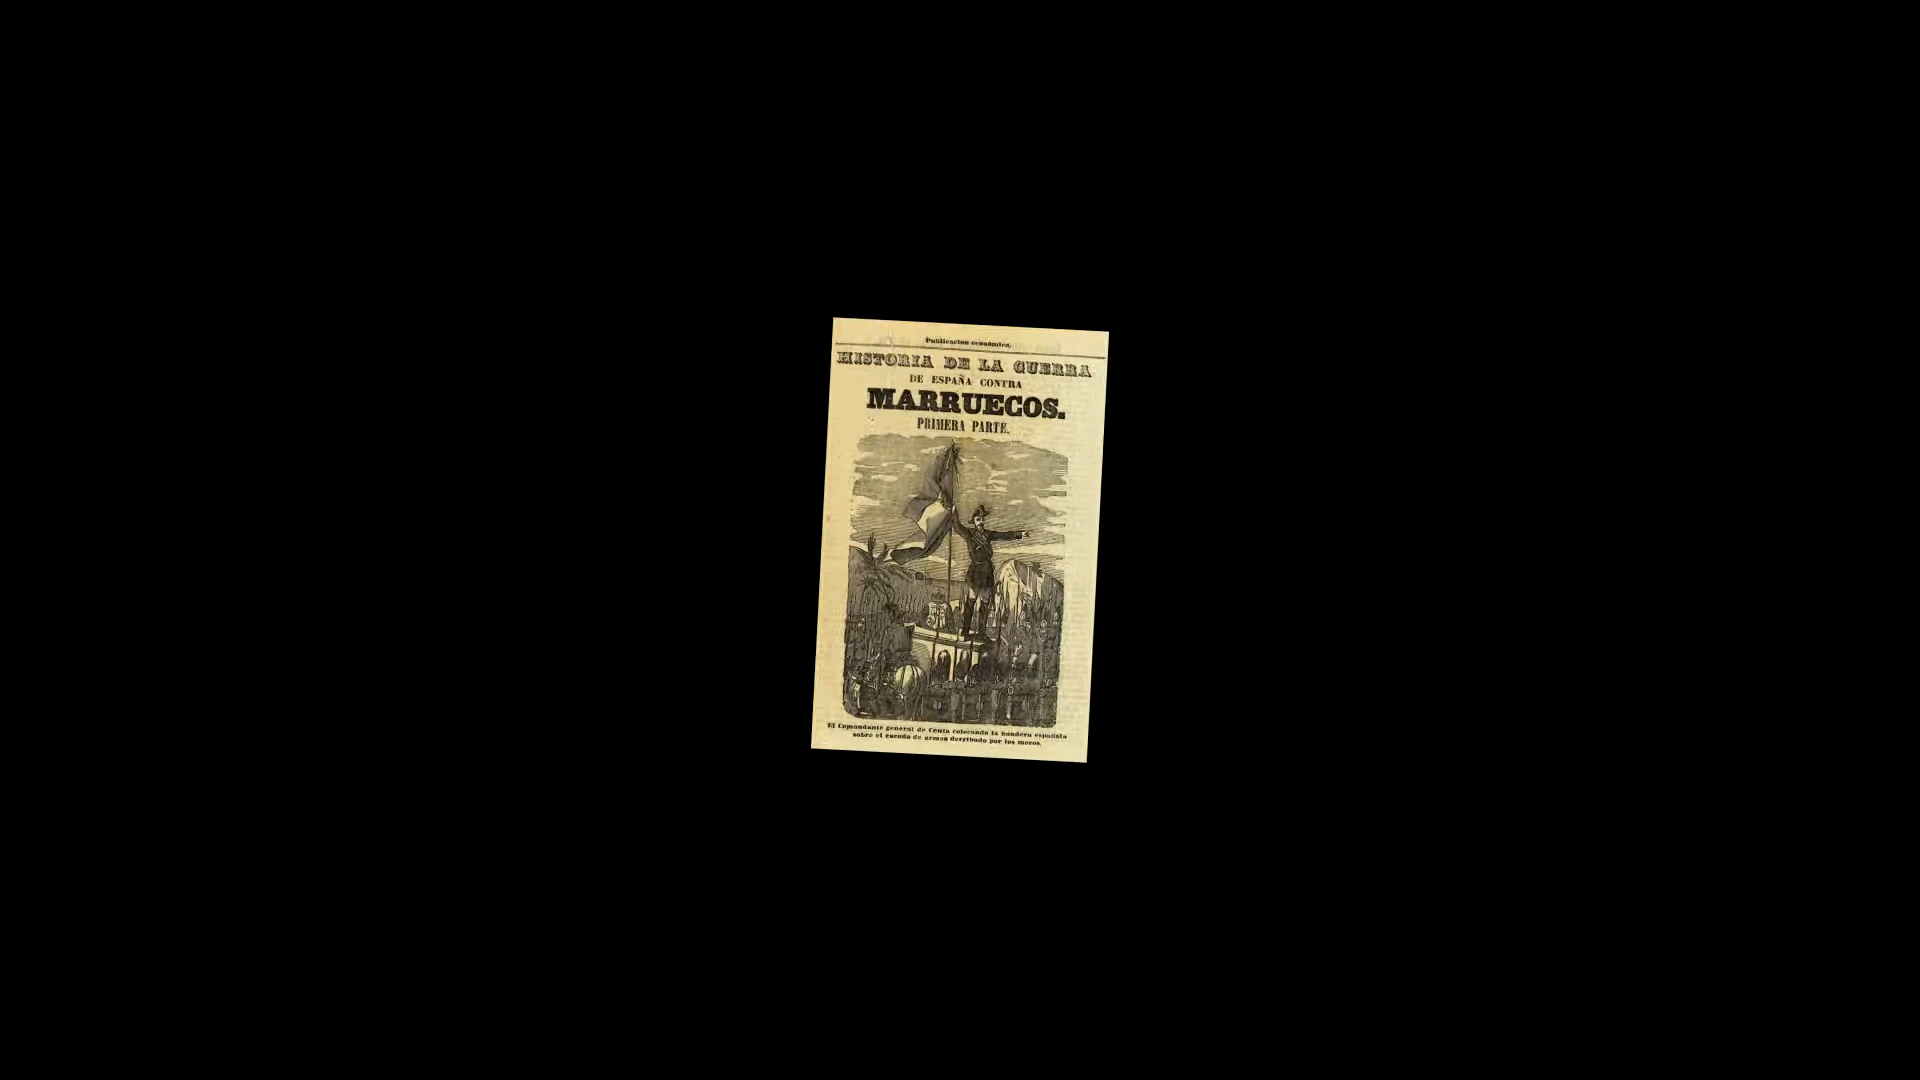 Publicacion económica.
HISTORIA DE LA GUERRA
DE ESPAÑA CONTRA
MARRUECOS.
PRIMERA PARTE.
El Comandante general de Ceuta colocando la bandera española
sobre el escudo de armas derribado por los moros.